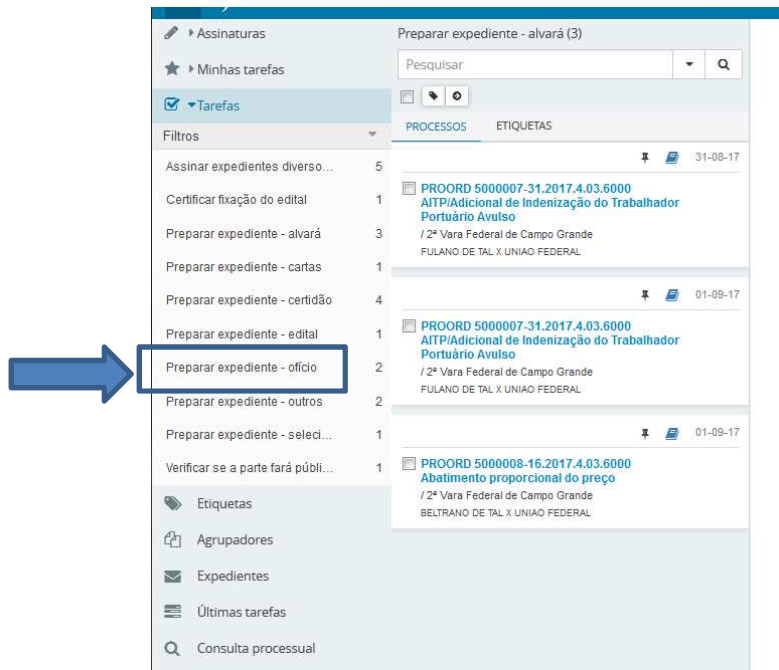 Assinaturas
Minhas tarefas
Tarefas
Filtros
Assinar expedientes diverso... 5
Certificar fixação do edital 1
Preparar expediente - alvará 3
Preparar expediente - cartas 1
Preparar expediente - certidão 4
Preparar expediente - edital 1
Preparar expediente - ofício 2
Preparar expediente - outros 2
Preparar expediente - seleci... 1
Verificar se a parte fará públi... 1
Etiquetas
Agrupadores
Expedientes
Últimas tarefas
Consulta processual
Preparar expediente - alvará (3)
Pesquisar
PROCESSOS ETIQUETAS
31-08-17
PROORD 5000007-31.2017.4.03.6000
AITP/Adicional de Indenização do Trabalhador
Portuário Avulso
/ 2ª Vara Federal de Campo Grande
FULANO DE TAL X UNIAO FEDERAL
01-09-17
PROORD 5000007-31.2017.4.03.6000
AITP/Adicional de Indenização do Trabalhador
Portuário Avulso
/ 2ª Vara Federal de Campo Grande
FULANO DE TAL X UNIAO FEDERAL
01-09-17
PROORD 5000008-16.2017.4.03.6000
Abatimento proporcional do preço
/ 2ª Vara Federal de Campo Grande
BELTRANO DE TAL X UNIAO FEDERAL